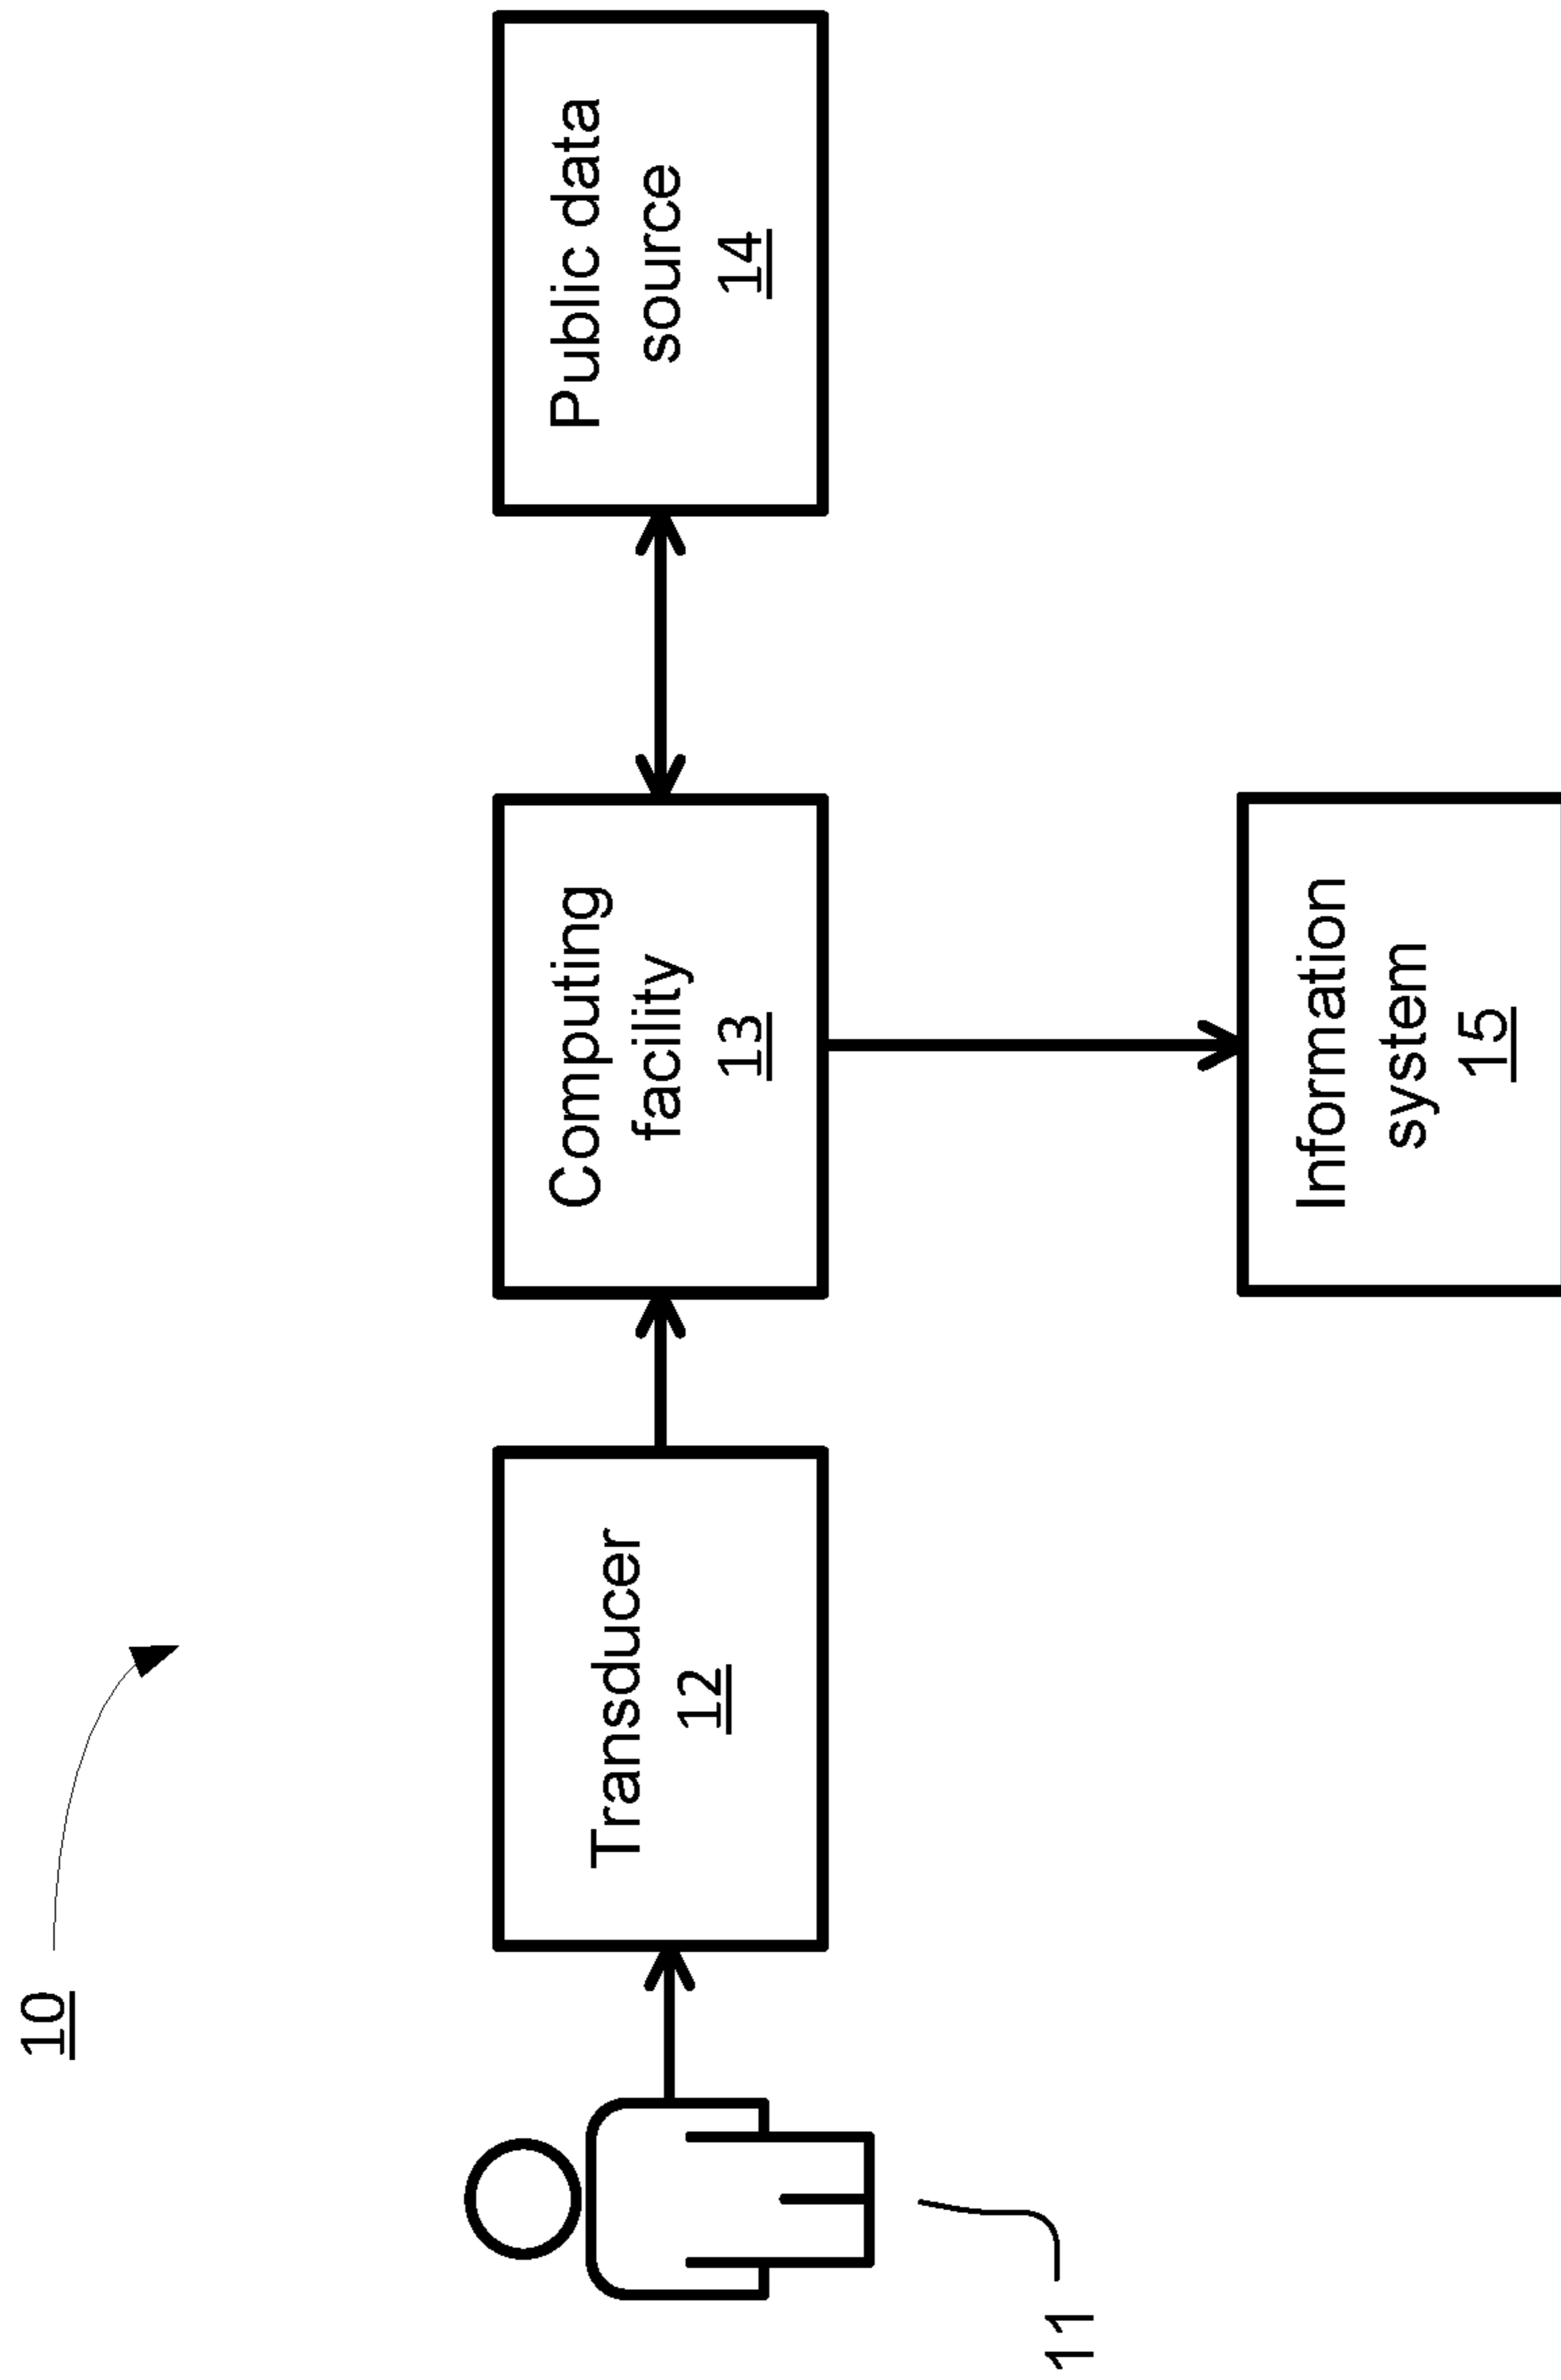 10
11
Transducer
12
Computing
facility
13
Public data
source
14
Information
system
15